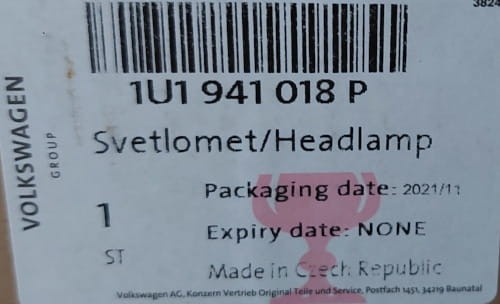 3824
1U1 941 018 P
VOLKSWAGEN
GROUP
Svetlomet/Headlamp
Packaging date: 2021/11
1
Expiry date: NONE
ST
Made in Czech Republic
Volkswagen AG, Konzern Vertrieb Original Teile und Service, Postfach 1451, 34219 Baunatal